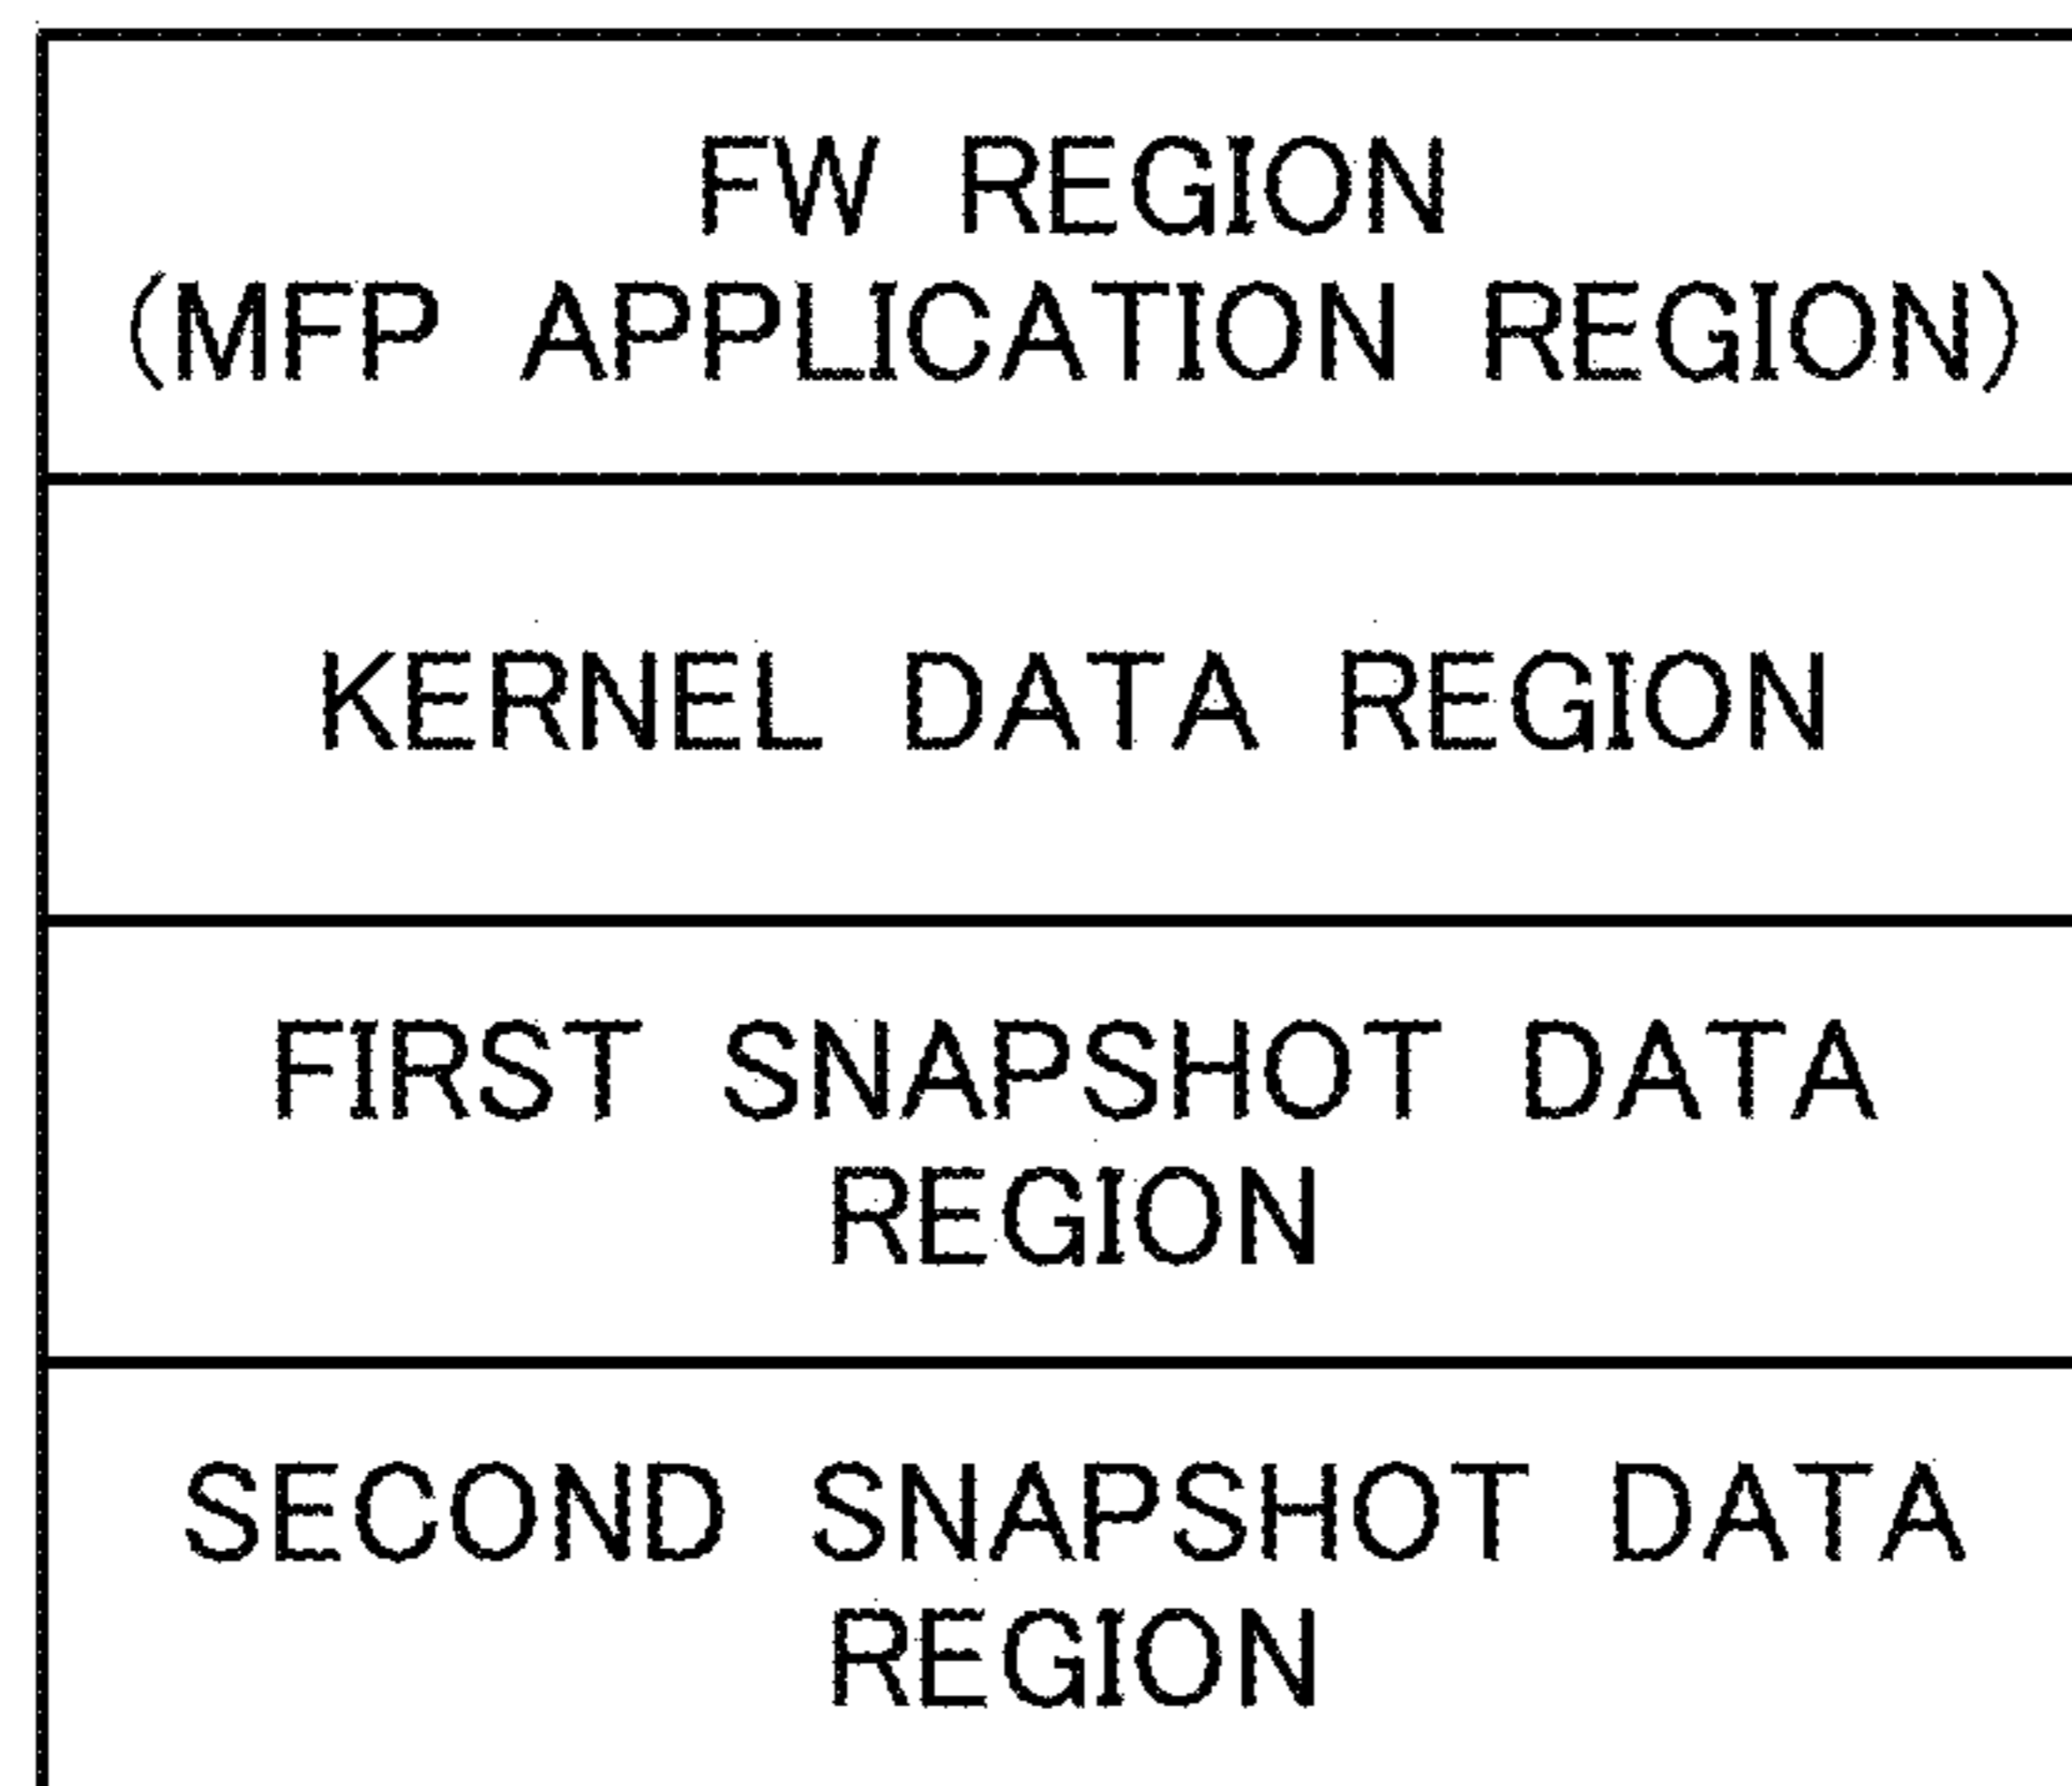 FW REGION
(MFP APPLICATION REGION)
KERNEL DATA REGION
FIRST SNAPSHOT DATA
REGION
SECOND SNAPSHOT DATA
REGION